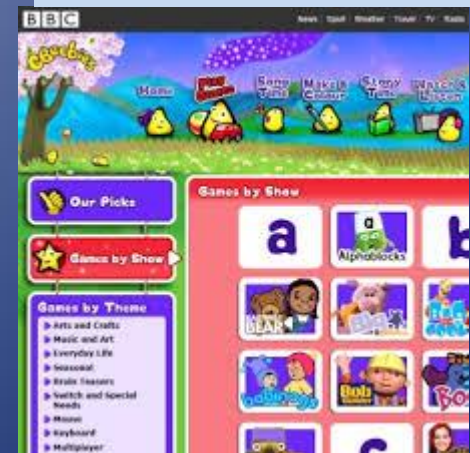 BBC
News Sport Weather Travel TV Radio
CBeebies
Home
Play Games
Song Time
Make & Colour
Story Time
Watch & Listen
Our Picks
Games by Show
Games by Show
a
Alphablocks
b
BEAR
Big
Bob
Games by Theme
Arts and Crafts
Music and Art
Everyday Life
Seasonal
Brain Teasers
Switch and Special
Needs
Mouse
Keyboard
Multiplayer
c